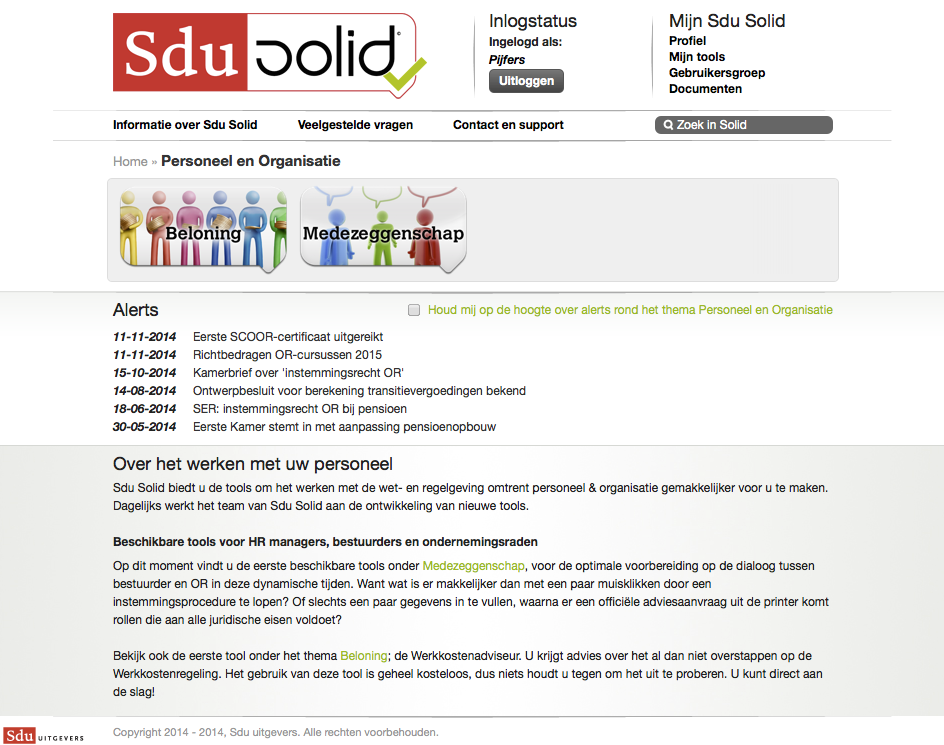 Sdu solid
Inlogstatus
Ingelogd als:
Pijfers
Uitloggen
Mijn Sdu Solid
Profiel
Mijn tools
Gebruikersgroep
Documenten
Informatie over Sdu Solid
Veelgestelde vragen
Contact en support
Zoek in Solid
Home » Personeel en Organisatie
Beloning
Medezeggenschap
Alerts
Houd mij op de hoogte over alerts rond het thema Personeel en Organisatie
11-11-2014 Eerste SCOOR-certificaat uitgereikt
11-11-2014 Richtbedragen OR-cursussen 2015
15-10-2014 Kamerbrief over 'instemmingsrecht OR'
14-08-2014 Ontwerpbesluit voor berekening transitievergoedingen bekend
18-06-2014 SER: instemmingsrecht OR bij pensioen
30-05-2014 Eerste Kamer stemt in met aanpassing pensioenopbouw
Over het werken met uw personeel
Sdu Solid biedt u de tools om het werken met de wet- en regelgeving omtrent personeel & organisatie gemakkelijker voor u te maken.
Dagelijks werkt het team van Sdu Solid aan de ontwikkeling van nieuwe tools.
Beschikbare tools voor HR managers, bestuurders en ondernemingsraden
Op dit moment vindt u de eerste beschikbare tools onder Medezeggenschap, voor de optimale voorbereiding op de dialoog tussen
bestuurder en OR in deze dynamische tijden. Want wat is er makkelijker dan met een paar muisklikken door een
instemmingsprocedure te lopen? Of slechts een paar gegevens in te vullen, waarna er een officiële adviesaanvraag uit de printer komt
rollen die aan alle juridische eisen voldoet?
Bekijk ook de eerste tool onder het thema Beloning; de Werkkostenadviseur. U krijgt advies over het al dan niet overstappen op de
Werkkostenregeling. Het gebruik van deze tool is geheel kosteloos, dus niets houdt u tegen om het uit te proberen. U kunt direct aan
de slag!
Sdu UITGEVERS
Copyright 2014 - 2014, Sdu uitgevers. Alle rechten voorbehouden.